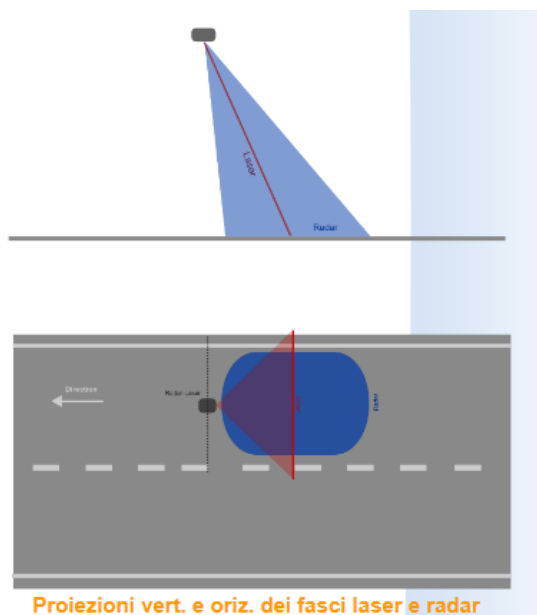 Laser
Radar
Direction
Radar Laser
Radar
Proiezioni vert. e oriz. dei fasci laser e radar